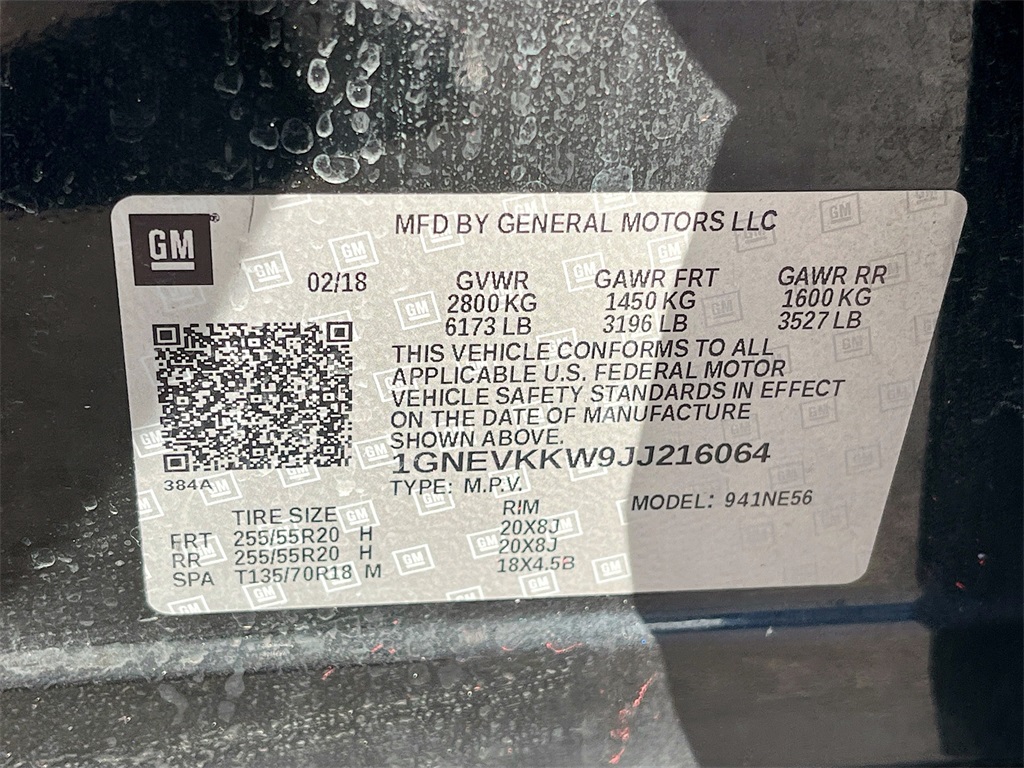 GM
MFD BY GENERAL MOTORS LLC
02/18 GVWR GAWR FRT GAWR RR
2800 KG 1450 KG 1600 KG
6173 LB 3196 LB 3527 LB
THIS VEHICLE CONFORMS TO ALL
APPLICABLE U.S. FEDERAL MOTOR
VEHICLE SAFETY STANDARDS IN EFFECT
ON THE DATE OF MANUFACTURE
SHOWN ABOVE.
1GNEVKKW9JJ216064
384A
TYPE: M.P.V. MODEL: 941NE56
TIRE SIZE RIM
FRT 255/55R20 H 20X8J
RR 255/55R20 H 20X8J
SPA T135/70R18 M 18X4.5B